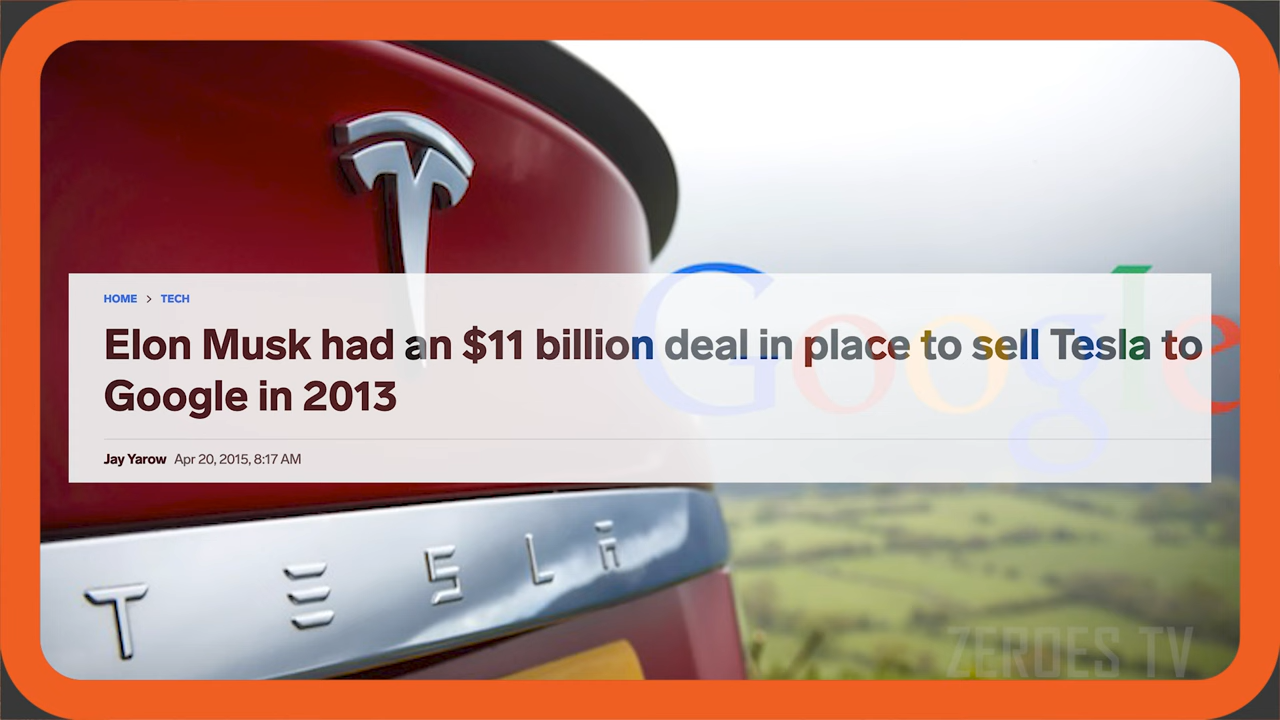 HOME > TECH
Elon Musk had an $11 billion deal in place to sell Tesla to
Google in 2013
Jay Yarow Apr 20, 2015, 8:17 AM
Google
TESLA
ZEROES TV